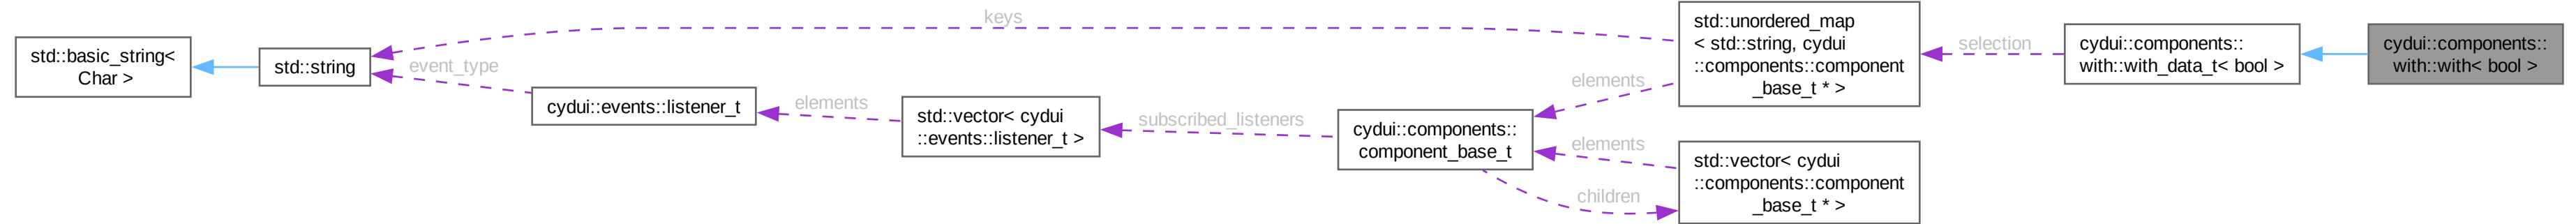 std::basic_string<
Char >
std::string
keys
event_type
cydui::events::listener_t
elements
std::vector< cydui
::events::listener_t >
subscribed_listeners
cydui::components::
component_base_t
elements
elements
children
std::unordered_map
< std::string, cydui
::components::component
_base_t * >
std::vector< cydui
::components::component
_base_t * >
selection
cydui::components::
with::with_data_t< bool >
cydui::components::
with::with< bool >